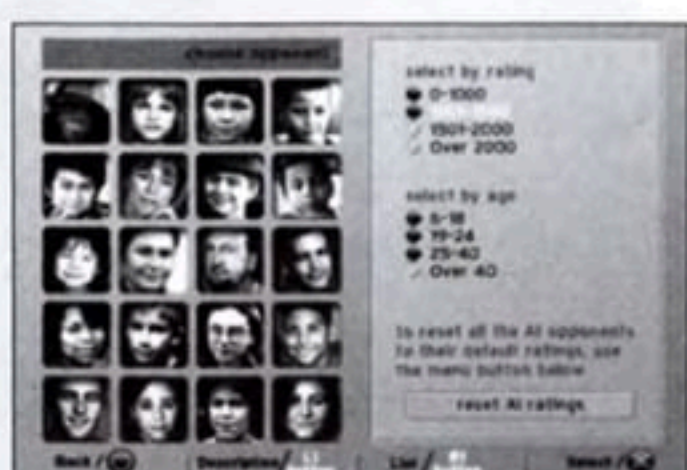 choose opponent
select by rating
0-1000
1501-2000
Over 2000
select by age
6-18
19-24
25-40
Over 40
to reset all the AI opponents
to their default ratings, use
the menu button below
reset AI ratings
Back /
Description /
List /
Select /